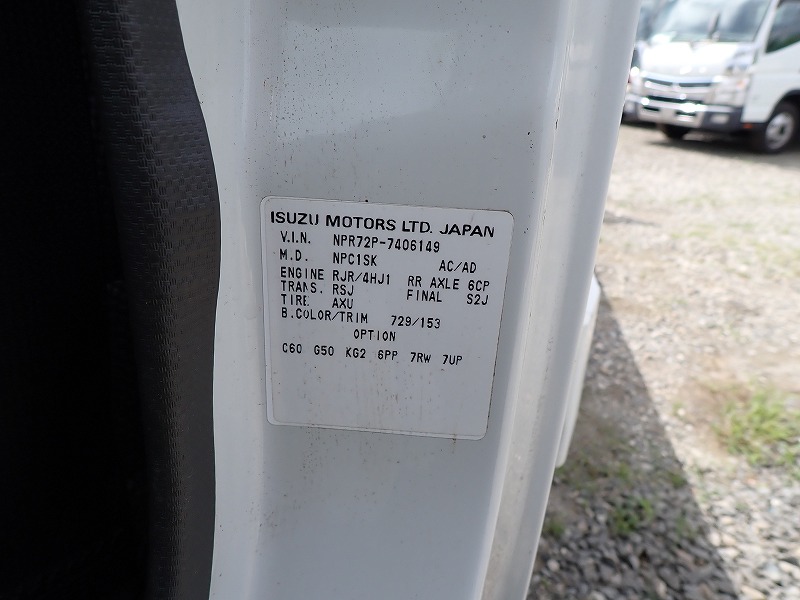 ISUZU MOTORS LTD. JAPAN
V.I.N. NPR72P-7406149
M.D. NPC1SK AC/AD
ENGINE RJR/4HJ1 RR AXLE 6CP
TRANS. RSJ FINAL S2J
TIRE AXU
B.COLOR/TRIM 729/153
OPTION
C60 G50 KG2 6PP 7RW 7UP